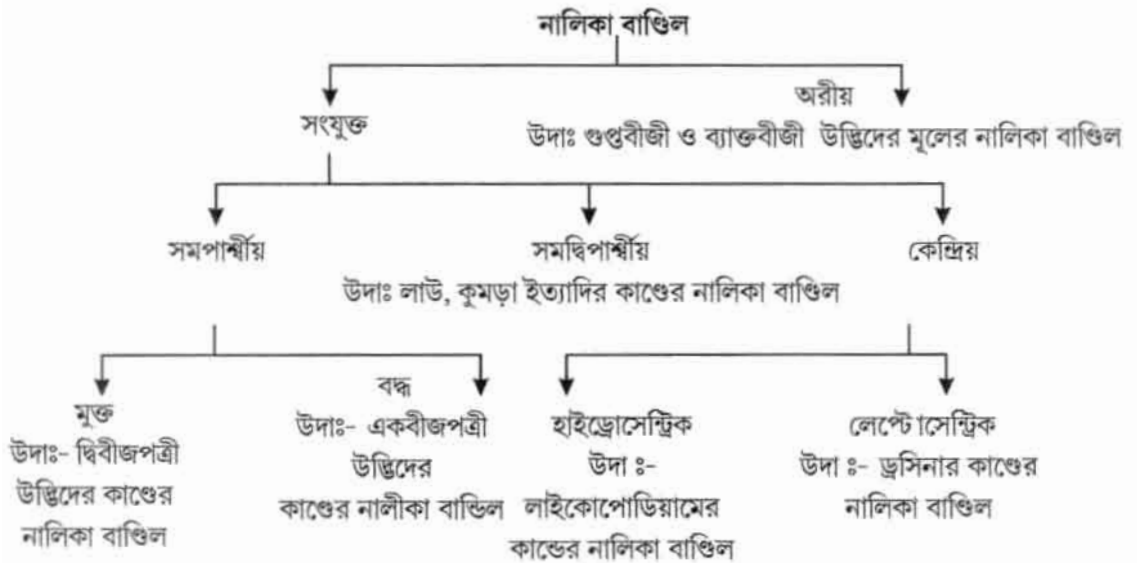 নালিকা বাণ্ডিল
অরীয়
সংযুক্ত
উদাঃ গুপ্তবীজী ও ব্যাক্তবীজী উদ্ভিদের মূলের নালিকা বাণ্ডিল
সমপার্শ্বীয়
সমদ্বিপার্শ্বীয়
কেন্দ্রিয়
উদাঃ লাউ, কুমড়া ইত্যাদির কাণ্ডের নালিকা বাণ্ডিল
মুক্ত
উদাঃ- দ্বিবীজপত্রী
উদ্ভিদের কাণ্ডের
নালিকা বাণ্ডিল
বদ্ধ
উদাঃ- একবীজপত্রী
উদ্ভিদের
কাণ্ডের নালীকা বান্ডিল
হাইড্রোসেন্ট্রিক
উদা ঃ-
লাইকোপোডিয়ামের
কান্ডের নালিকা বাণ্ডিল
লেপ্টোসেন্ট্রিক
উদা ঃ- ড্রসিনার কাণ্ডের
নালিকা বাণ্ডিল